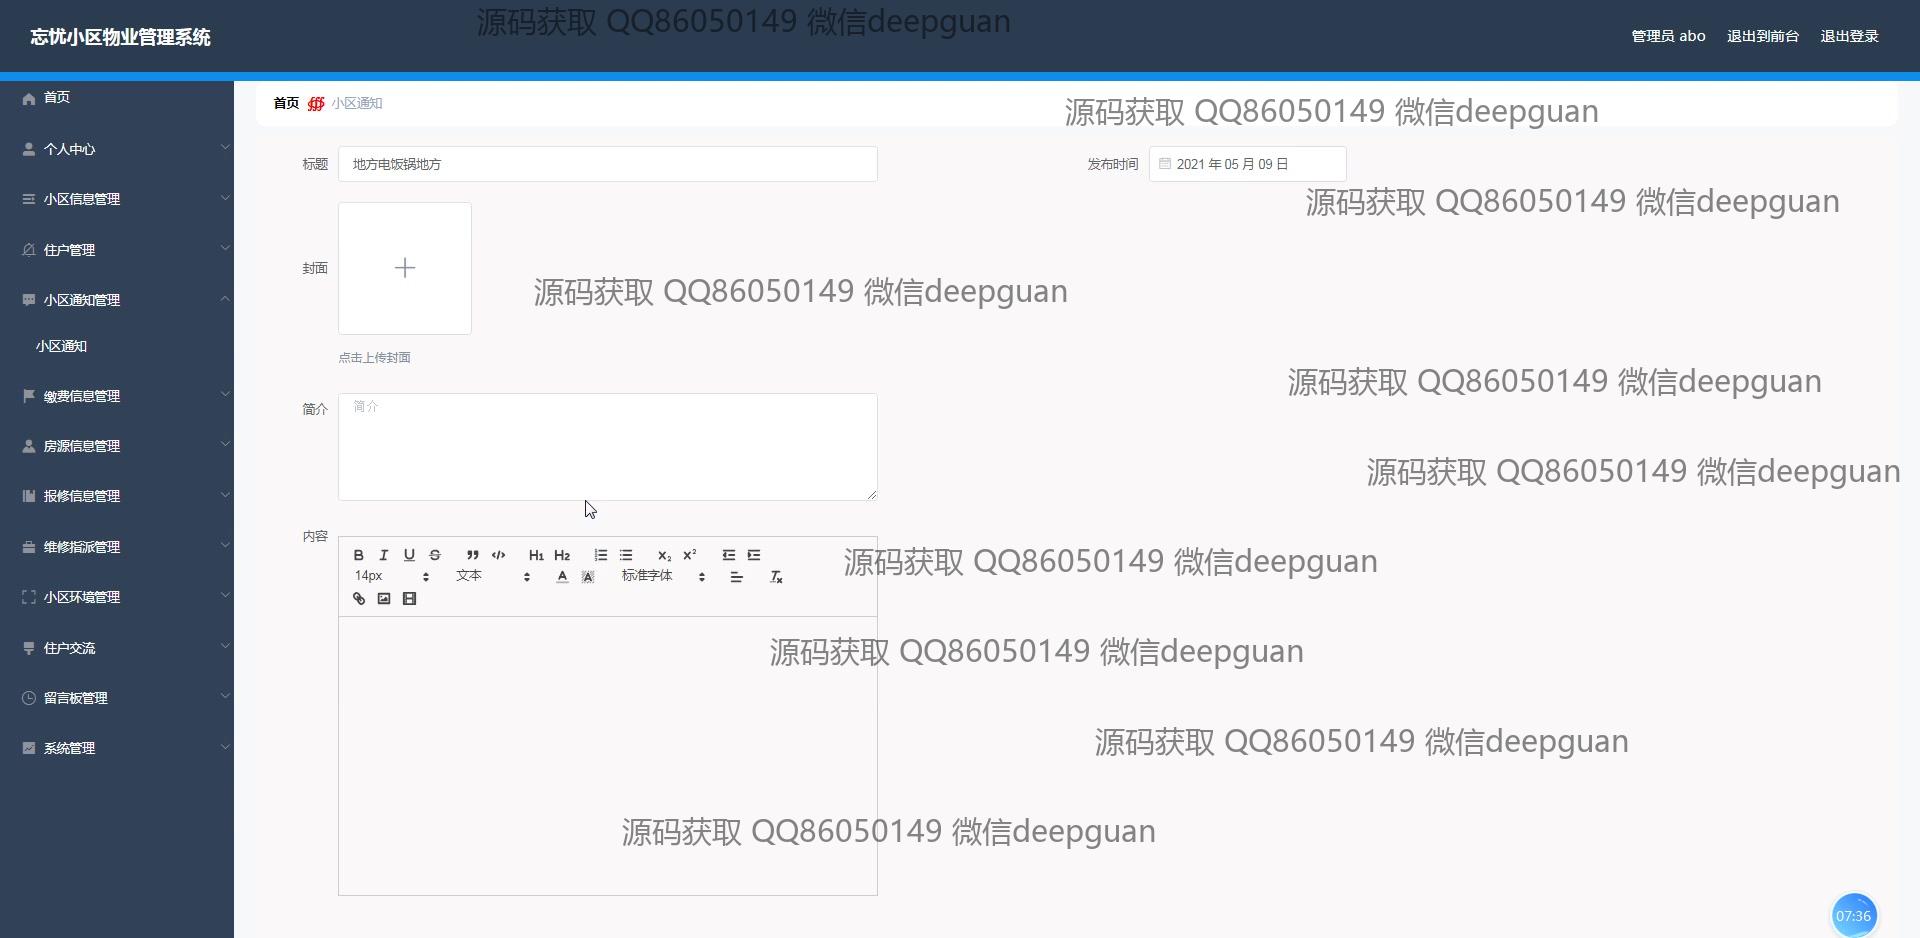 忘忧小区物业管理系统
源码获取 QQ86050149 微信deepguan
管理员 abo
退出到前台
退出登录
首页
个人中心
小区信息管理
住户管理
小区通知管理
小区通知
缴费信息管理
房源信息管理
报修信息管理
维修指派管理
小区环境管理
住户交流
留言板管理
系统管理
首页 小区通知
源码获取 QQ86050149 微信deepguan
标题 地方电饭锅地方
发布时间 2021 年 05 月 09 日
源码获取 QQ86050149 微信deepguan
封面
源码获取 QQ86050149 微信deepguan
点击上传封面
源码获取 QQ86050149 微信deepguan
简介 简介
源码获取 QQ86050149 微信deepguan
内容
B I U S H1 H2 X₂ X²
14px 文本 A A 标准字体 Tx
源码获取 QQ86050149 微信deepguan
源码获取 QQ86050149 微信deepguan
源码获取 QQ86050149 微信deepguan
源码获取 QQ86050149 微信deepguan
07:36